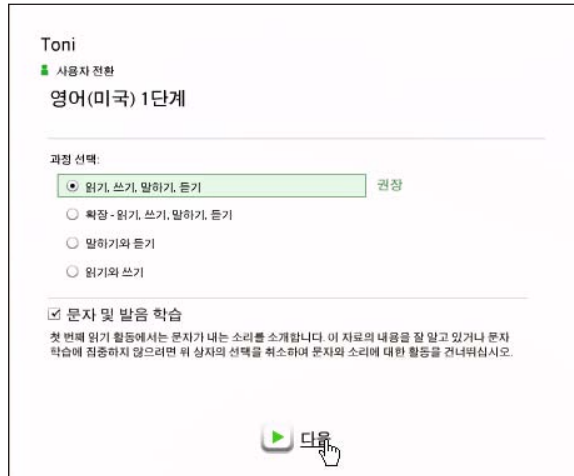 Toni
사용자 전환
영어(미국) 1단계
과정 선택:
읽기, 쓰기, 말하기, 듣기 권장
확장 - 읽기, 쓰기, 말하기, 듣기
말하기와 듣기
읽기와 쓰기
문자 및 발음 학습
첫 번째 읽기 활동에서는 문자가 내는 소리를 소개합니다. 이 자료의 내용을 잘 알고 있거나 문자
학습에 집중하지 않으려면 위 상자의 선택을 취소하여 문자와 소리에 대한 활동을 건너뛰십시오.
다음